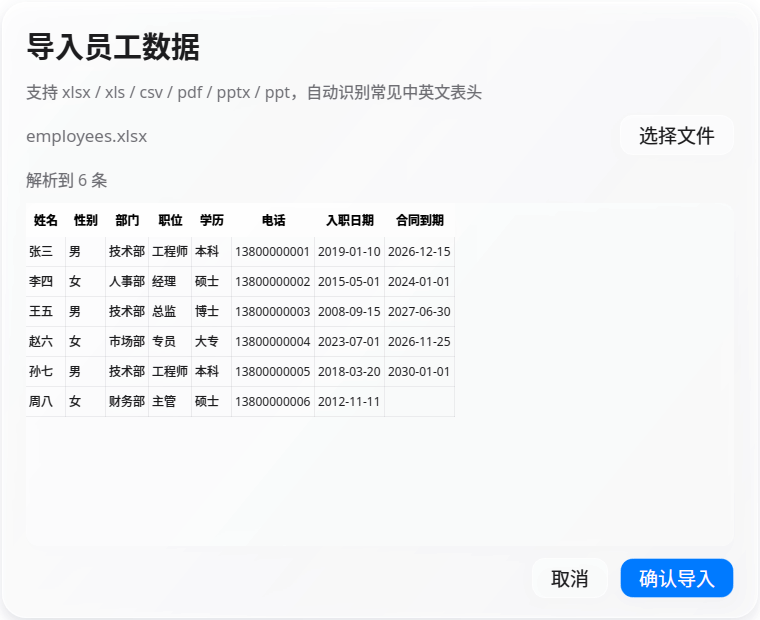 导入员工数据
支持 xlsx / xls / csv / pdf / pptx / ppt，自动识别常见中英文表头
employees.xlsx 选择文件
解析到 6 条
姓名 性别 部门 职位 学历 电话 入职日期 合同到期
张三 男 技术部 工程师 本科 13800000001 2019-01-10 2026-12-15
李四 女 人事部 经理 硕士 13800000002 2015-05-01 2024-01-01
王五 男 技术部 总监 博士 13800000003 2008-09-15 2027-06-30
赵六 女 市场部 专员 大专 13800000004 2023-07-01 2026-11-25
孙七 男 技术部 工程师 本科 13800000005 2018-03-20 2030-01-01
周八 女 财务部 主管 硕士 13800000006 2012-11-11
取消 确认导入